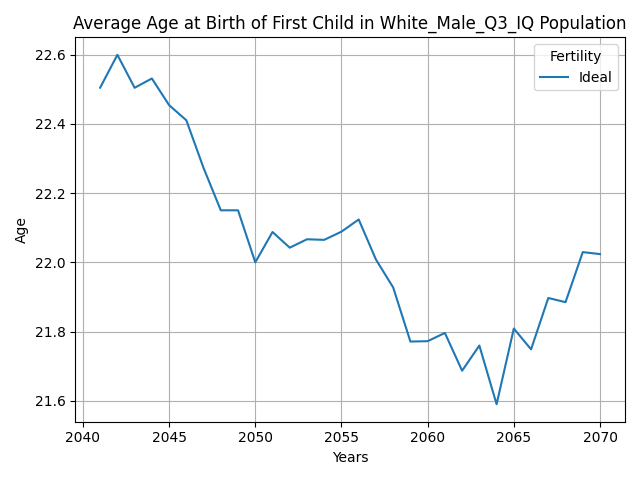 Average Age at Birth of First Child in White_Male_Q3_IQ Population
Fertility
Ideal
22.6
22.4
22.2
22.0
21.8
21.6
Age
2040
2045
2050
2055
2060
2065
2070
Years